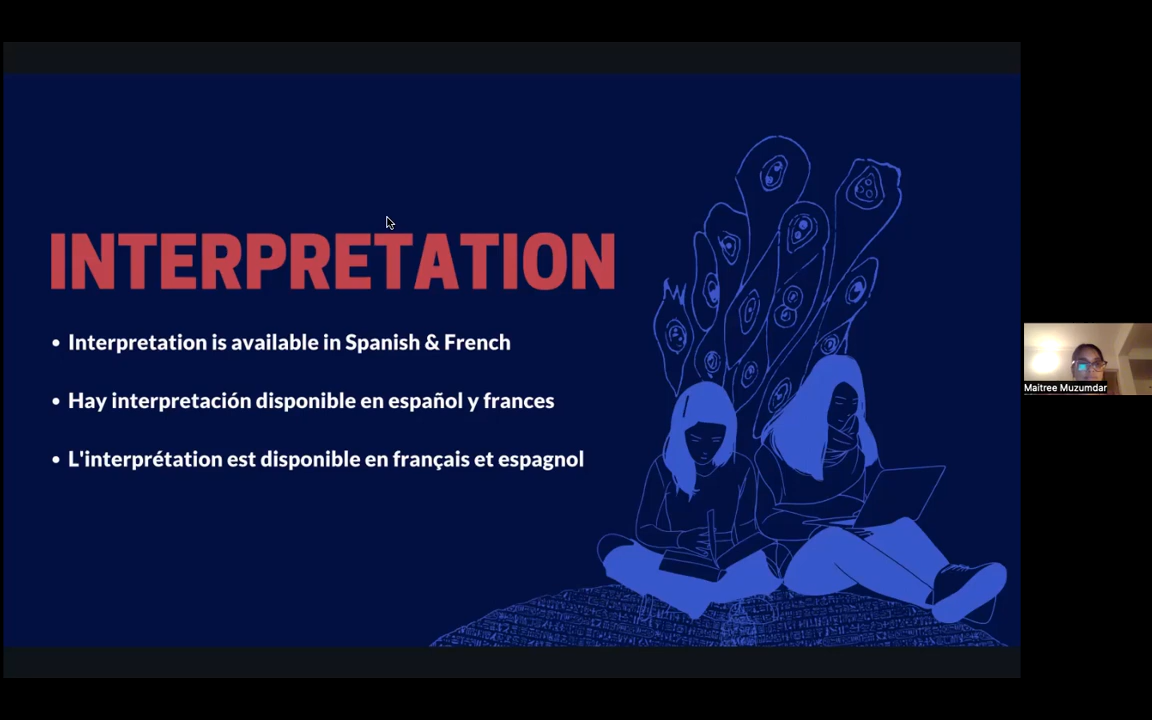 INTERPRETATION
• Interpretation is available in Spanish & French
• Hay interpretación disponible en español y frances
• L'interprétation est disponible en français et espagnol
Maitree Muzumdar